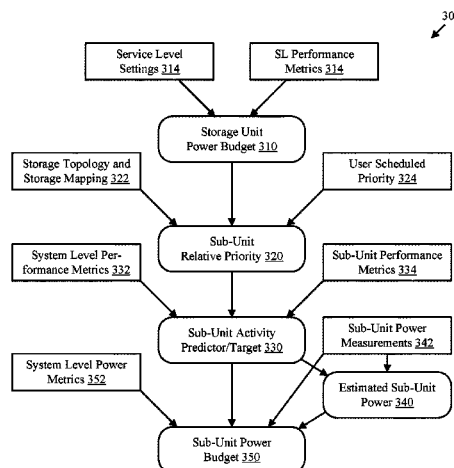 30
Service Level
Settings 314
SL Performance
Metrics 314
Storage Unit
Power Budget 310
Storage Topology and
Storage Mapping 322
User Scheduled
Priority 324
Sub-Unit
Relative Priority 320
System Level Per-
formance Metrics 332
Sub-Unit Performance
Metrics 334
Sub-Unit Activity
Predictor/Target 330
Sub-Unit Power
Measurements 342
System Level Power
Metrics 352
Estimated Sub-Unit
Power 340
Sub-Unit Power
Budget 350